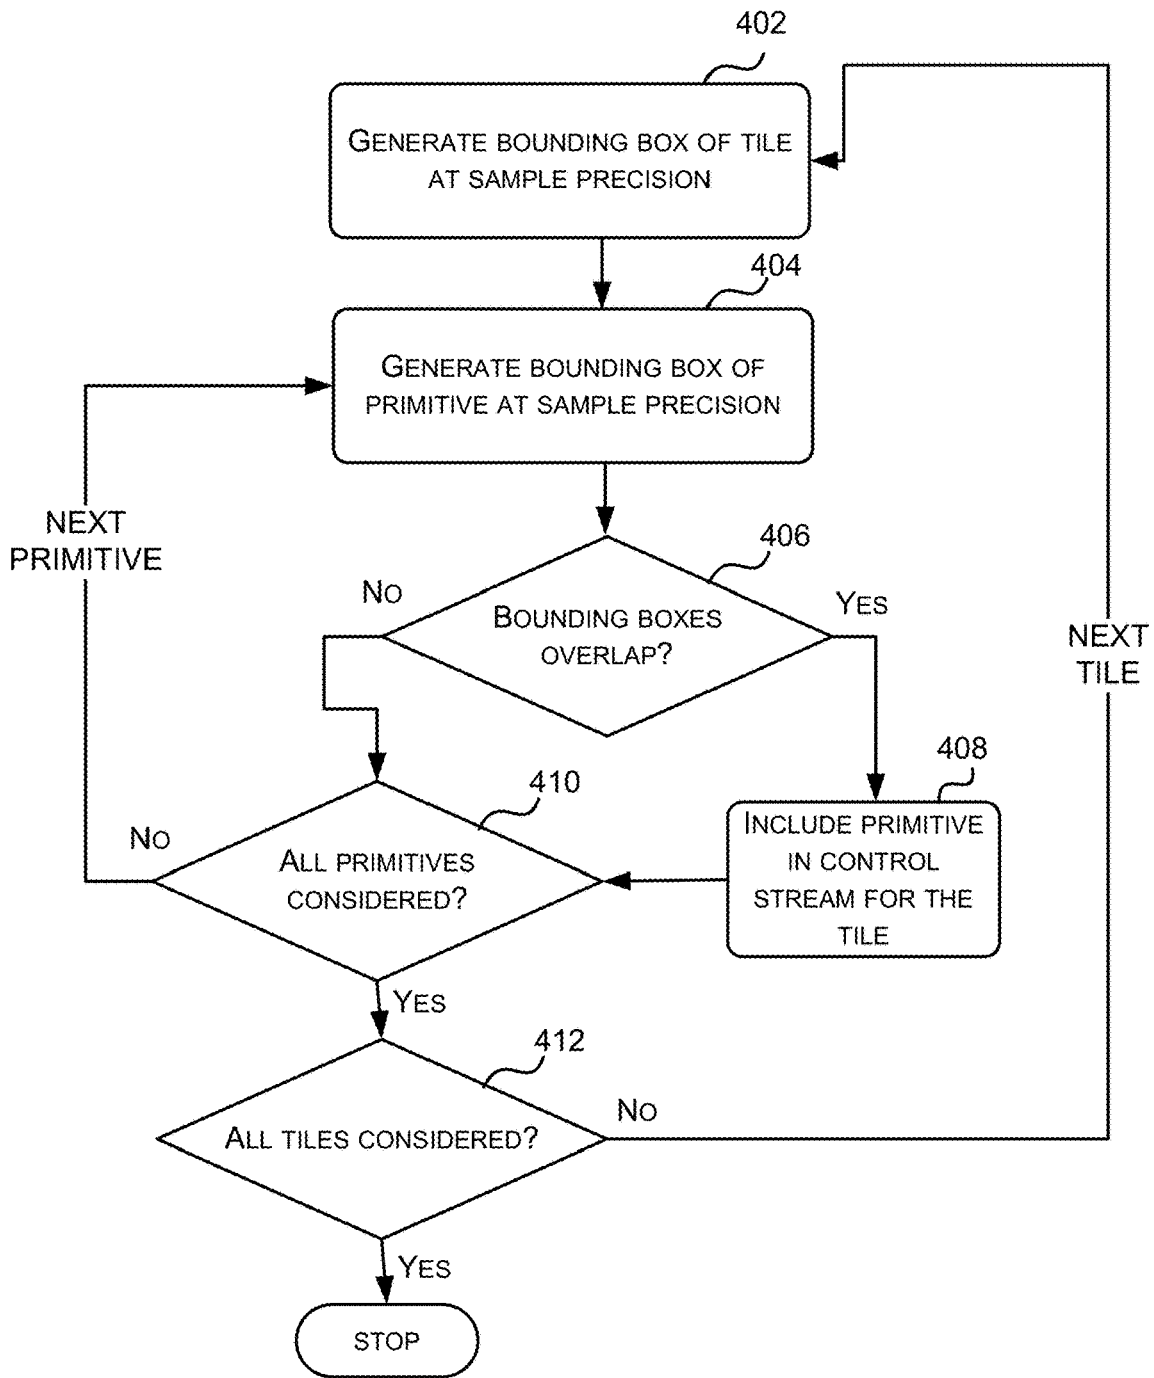 402
GENERATE BOUNDING BOX OF TILE
AT SAMPLE PRECISION
404
GENERATE BOUNDING BOX OF
PRIMITIVE AT SAMPLE PRECISION
NEXT
PRIMITIVE
406
NO
YES
BOUNDING BOXES
OVERLAP?
NEXT
TILE
408
INCLUDE PRIMITIVE
IN CONTROL
STREAM FOR THE
TILE
410
NO
ALL PRIMITIVES
CONSIDERED?
YES
412
NO
ALL TILES CONSIDERED?
YES
STOP